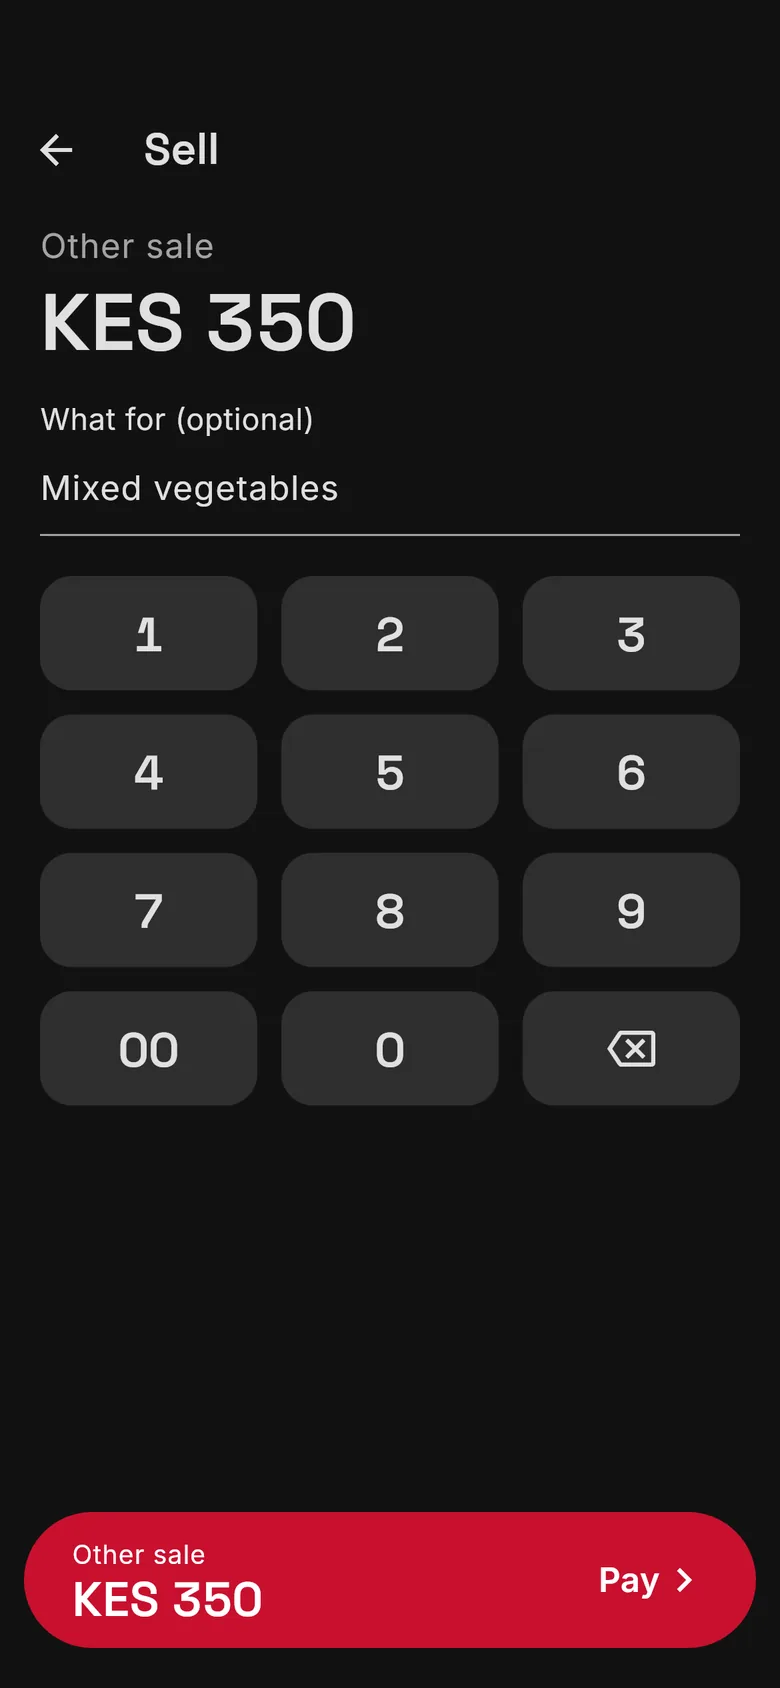 Sell
Other sale
KES 350
What for (optional)
Mixed vegetables
1 2 3
4 5 6
7 8 9
00 0
Other sale
KES 350
Pay